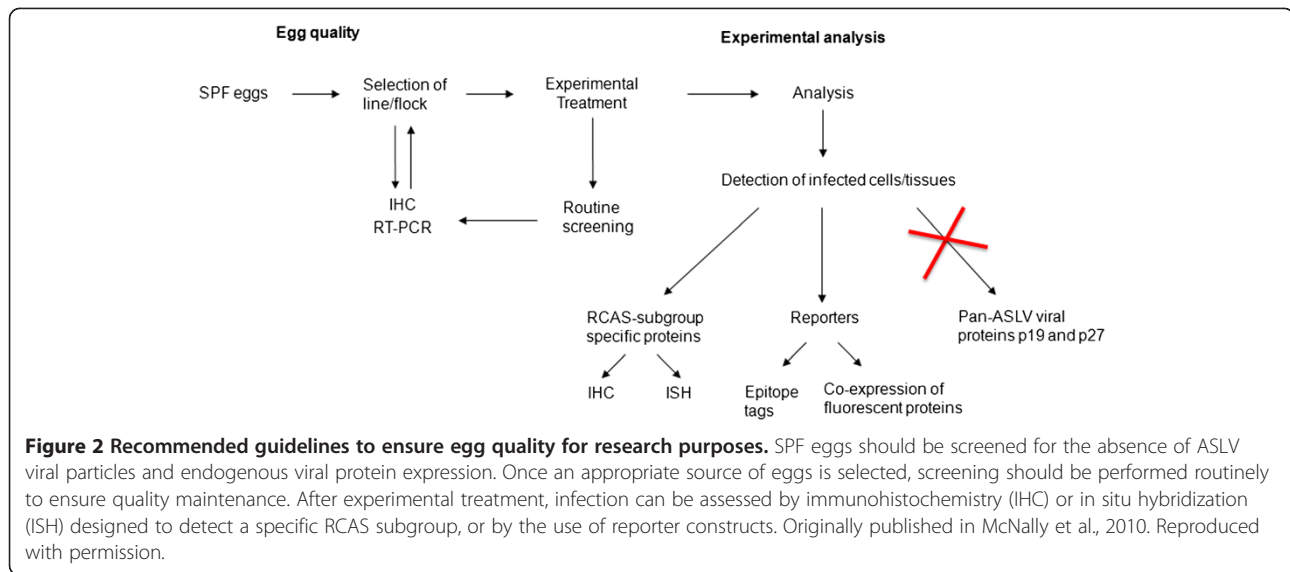 Egg quality
Experimental analysis
SPF eggs
Selection of
line/flock
Experimental
Treatment
Analysis
Detection of infected cells/tissues
IHC
RT-PCR
Routine
screening
RCAS-subgroup
specific proteins
Reporters
Pan-ASLV viral
proteins p19 and p27
IHC
ISH
Epitope
tags
Co-expression of
fluorescent proteins
Figure 2 Recommended guidelines to ensure egg quality for research purposes. SPF eggs should be screened for the absence of ASLV
viral particles and endogenous viral protein expression. Once an appropriate source of eggs is selected, screening should be performed routinely
to ensure quality maintenance. After experimental treatment, infection can be assessed by immunohistochemistry (IHC) or in situ hybridization
(ISH) designed to detect a specific RCAS subgroup, or by the use of reporter constructs. Originally published in McNally et al., 2010. Reproduced
with permission.